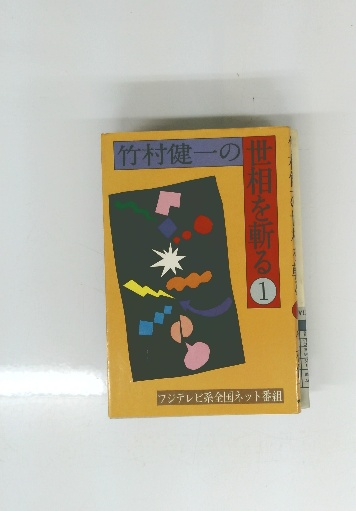 竹村健一の
世相を斬る
1
フジテレビ系全国ネット番組